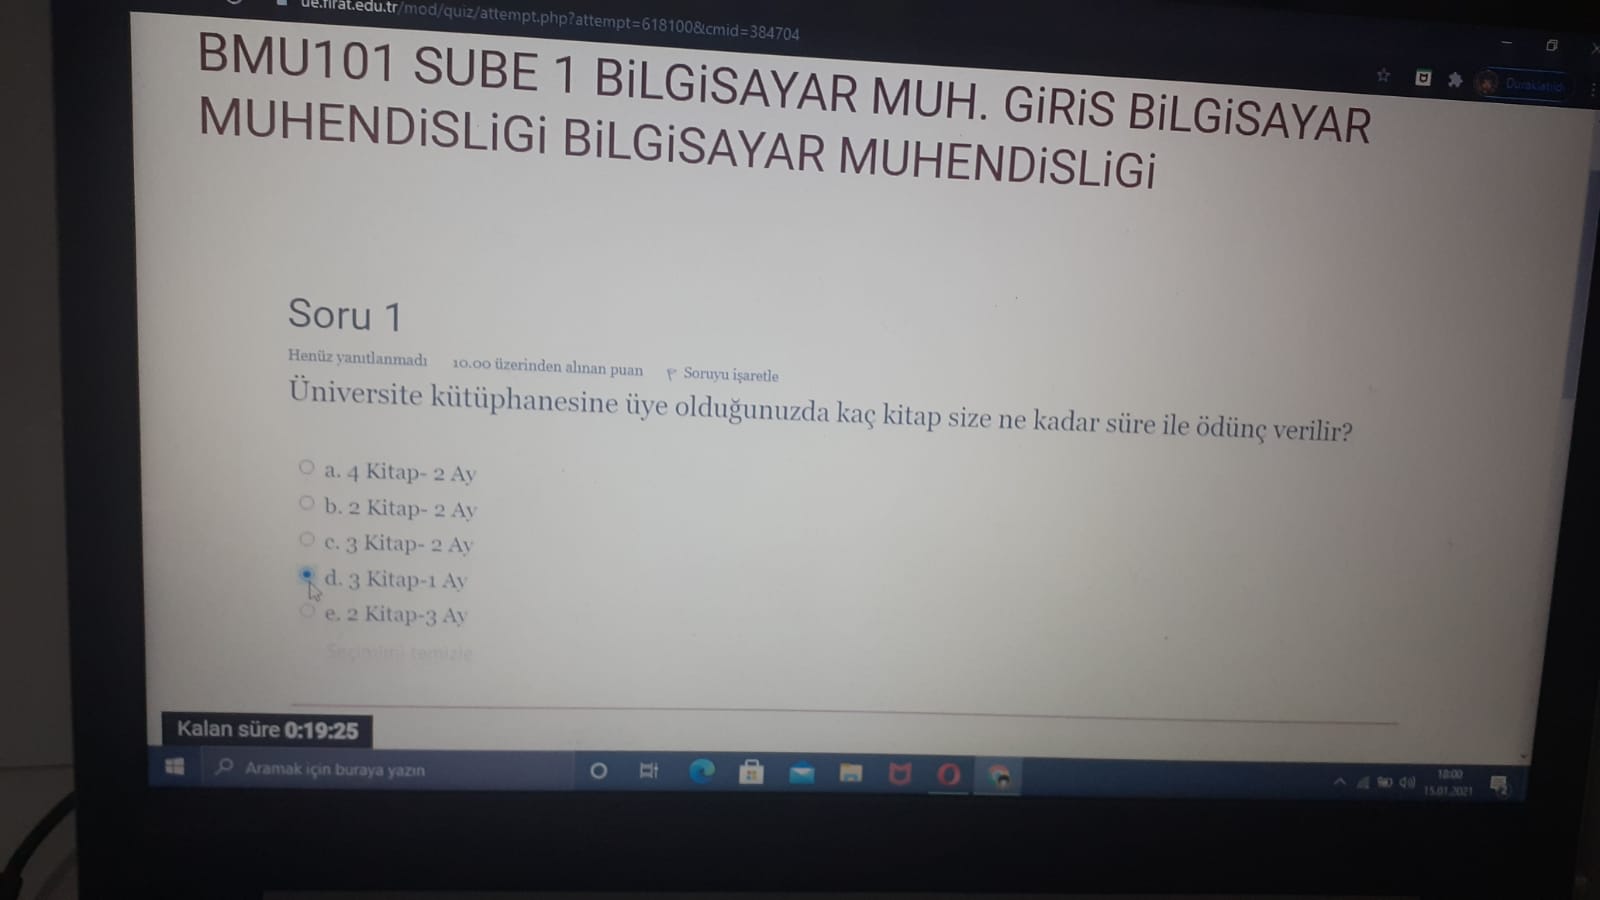 ue.firat.edu.tr/mod/quiz/attempt.php?attempt=618100&cmid=384704
Duraklatıldı
BMU101 SUBE 1 BiLGiSAYAR MUH. GiRiS BiLGiSAYAR
MUHENDiSLiGi BiLGiSAYAR MUHENDiSLiGi
Soru 1
Henüz yanıtlanmadı 10.00 üzerinden alınan puan Soruyu işaretle
Üniversite kütüphanesine üye olduğunuzda kaç kitap size ne kadar süre ile ödünç verilir?
a. 4 Kitap- 2 Ay
b. 2 Kitap- 2 Ay
c. 3 Kitap- 2 Ay
d. 3 Kitap-1 Ay
e. 2 Kitap-3 Ay
Seçimimi temizle
Kalan süre 0:19:25
Aramak için buraya yazın
18:00
15.01.2021
2